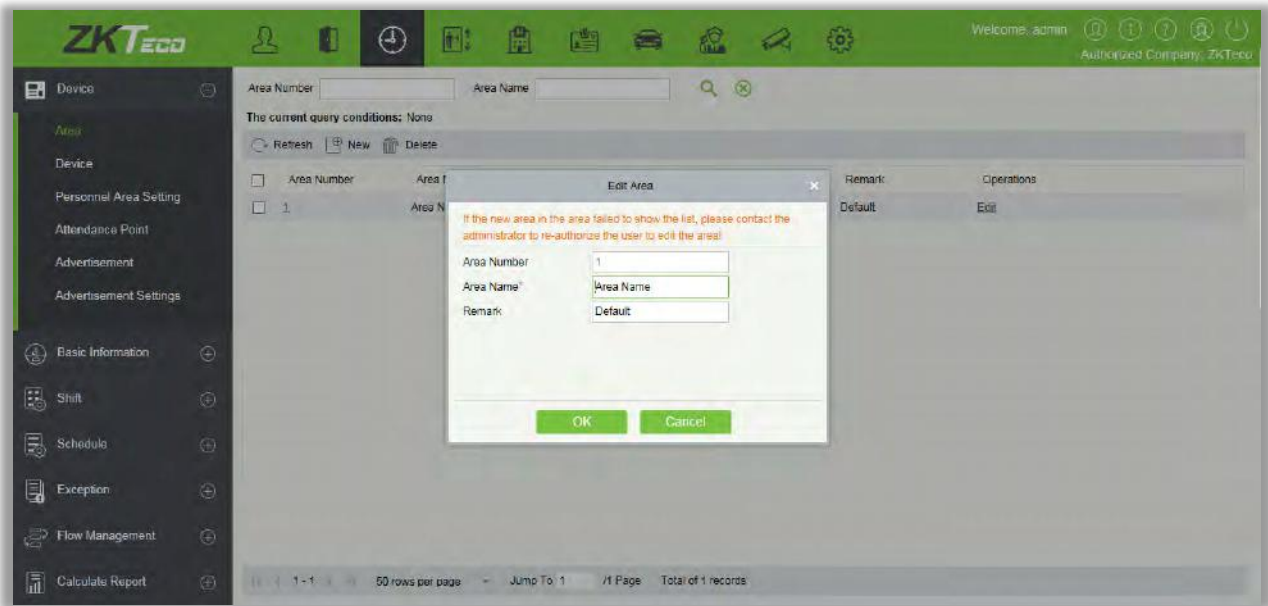 ZKTeco
Welcome, admin
Authorized Company: ZKTeco
Device
Area
Device
Personnel Area Setting
Attendance Point
Advertisement
Advertisement Settings
Basic Information
Shift
Schedule
Exception
Flow Management
Calculate Report
Area Number Area Name
The current query conditions: None
Refresh New Delete
Area Number Area Remark Operations
1 Area N Default Edit
Edit Area
If the new area in the area failed to show the list, please contact the
administrator to re-authorize the user to edit the area!
Area Number 1
Area Name* Area Name
Remark Default
OK Cancel
1-1 50 rows per page Jump To 1 /1 Page Total of 1 records